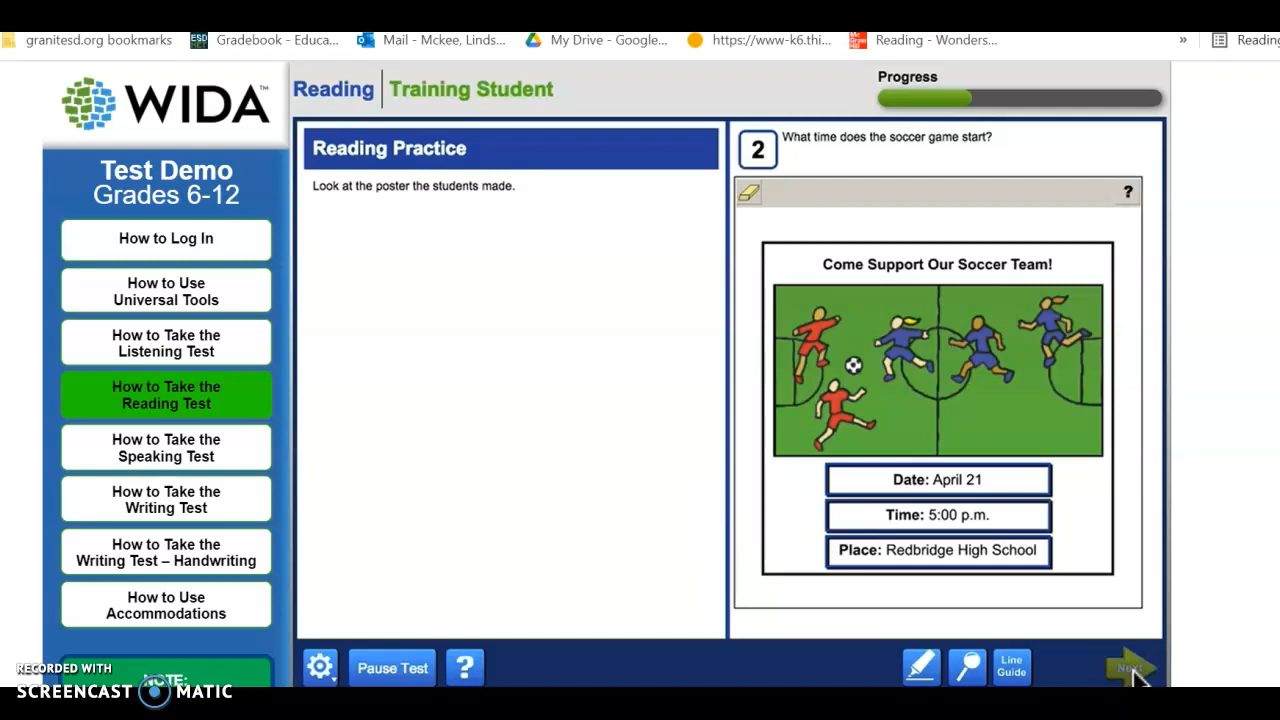 granitesd.org bookmarks
Gradebook - Educa...
Mail - Mckee, Linds...
My Drive - Google...
https://www-k6.thi...
Reading - Wonders...
»
Reading
WIDA™
Test Demo
Grades 6-12
How to Log In
How to Use
Universal Tools
How to Take the
Listening Test
How to Take the
Reading Test
How to Take the
Speaking Test
How to Take the
Writing Test
How to Take the
Writing Test – Handwriting
How to Use
Accommodations
NOTE:
Reading
Training Student
Progress
Reading Practice
Look at the poster the students made.
2
What time does the soccer game start?
?
Come Support Our Soccer Team!
Date: April 21
Time: 5:00 p.m.
Place: Redbridge High School
Pause Test
?
Line
Guide
Next
RECORDED WITH
SCREENCAST MATIC